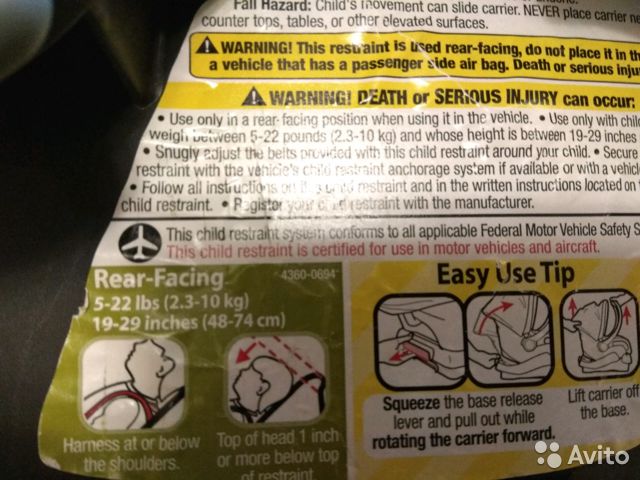 Fall Hazard: Child's movement can slide carrier. NEVER place carrier ne
counter tops, tables, or other elevated surfaces.
WARNING! This restraint is used rear-facing, do not place it in th
a vehicle that has a passenger side air bag. Death or serious inju
WARNING! DEATH or SERIOUS INJURY can occur:
• Use only in a rear-facing position when using it in the vehicle. • Use only with child
weigh between 5-22 pounds (2.3-10 kg) and whose height is between 19-29 inches
• Snugly adjust the belts provided with this child restraint around your child. • Secure
restraint with the vehicle's child restraint anchorage system if available or with a vehicl
• Follow all instructions on this child restraint and in the written instructions located on
child restraint. • Register your child restraint with the manufacturer.
This child restraint system conforms to all applicable Federal Motor Vehicle Safety S
This child restraint is certified for use in motor vehicles and aircraft.
Rear-Facing 4360-0694
5-22 lbs (2.3-10 kg)
19-29 inches (48-74 cm)
Harness at or below
the shoulders.
Top of head 1 inch
or more below top
of restraint.
Easy Use Tip
Squeeze the base release
lever and pull out while
rotating the carrier forward.
Lift carrier off
the base.
Avito